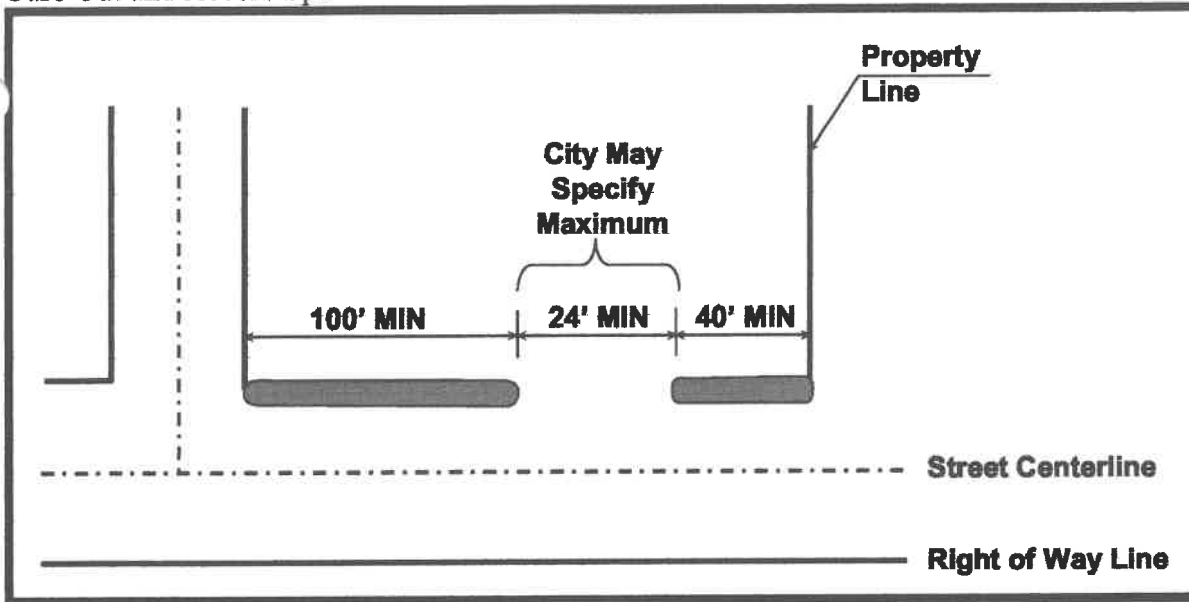 Property
Line
City May
Specify
Maximum
100' MIN
24' MIN
40' MIN
Street Centerline
Right of Way Line